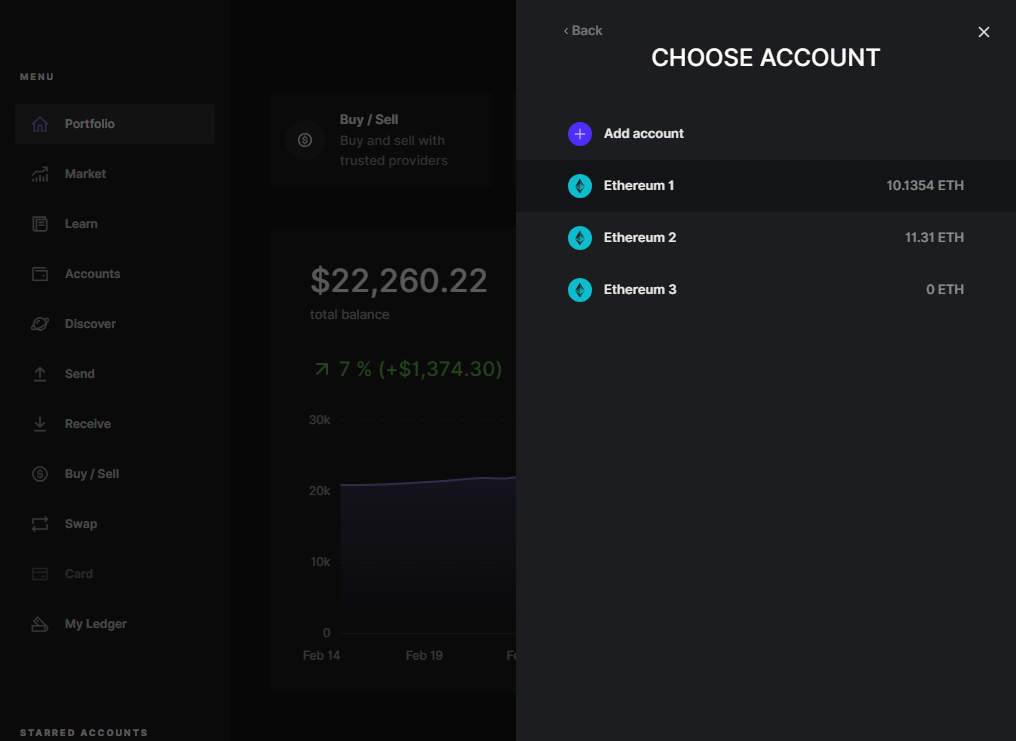 MENU
Portfolio
Market
Learn
Accounts
Discover
Send
Receive
Buy / Sell
Swap
Card
My Ledger
STARRED ACCOUNTS
Buy / Sell
Buy and sell with
trusted providers
$22,260.22
total balance
7 % (+$1,374.30)
30k
20k
10k
0
Feb 14 Feb 19
‹ Back
CHOOSE ACCOUNT
Add account
Ethereum 1 10.1354 ETH
Ethereum 2 11.31 ETH
Ethereum 3 0 ETH